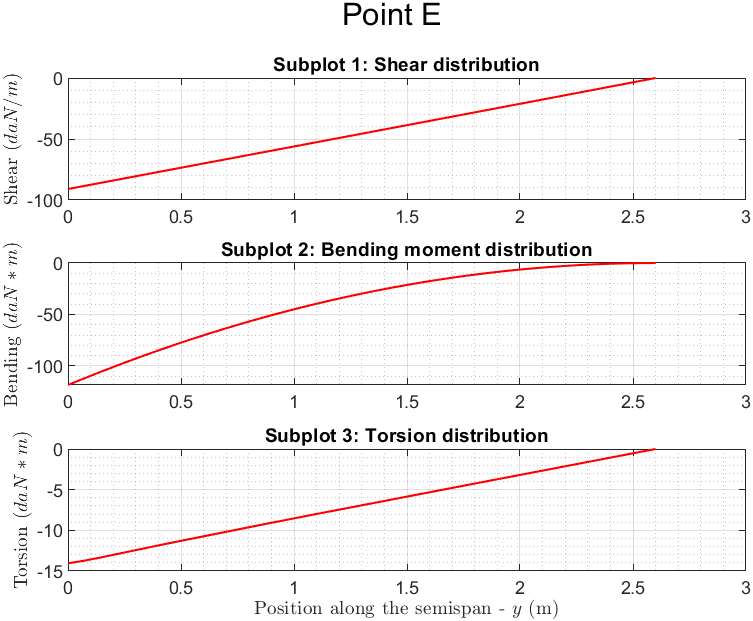 Point E
Subplot 1: Shear distribution
Shear (daN/m)
0
-50
-100
0 0.5 1 1.5 2 2.5 3
Subplot 2: Bending moment distribution
Bending (daN * m)
0
-50
-100
0 0.5 1 1.5 2 2.5 3
Subplot 3: Torsion distribution
Torsion (daN * m)
0
-5
-10
-15
0 0.5 1 1.5 2 2.5 3
Position along the semispan - y (m)